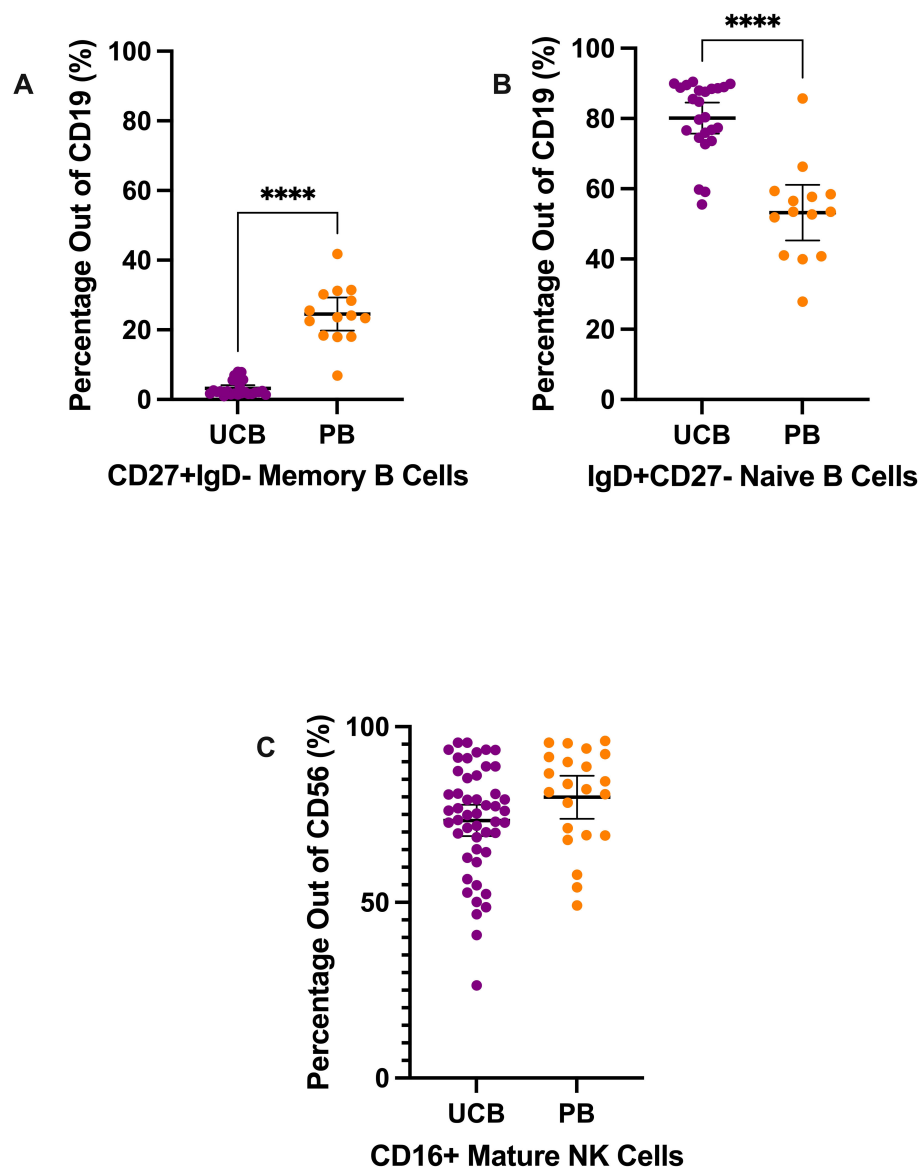 A
Percentage Out of CD19 (%)
100
80
60
40
20
0
****
UCB PB
CD27+IgD- Memory B Cells
B
Percentage Out of CD19 (%)
100
80
60
40
20
0
****
UCB PB
IgD+CD27- Naive B Cells
C
Percentage Out of CD56 (%)
100
50
0
UCB PB
CD16+ Mature NK Cells